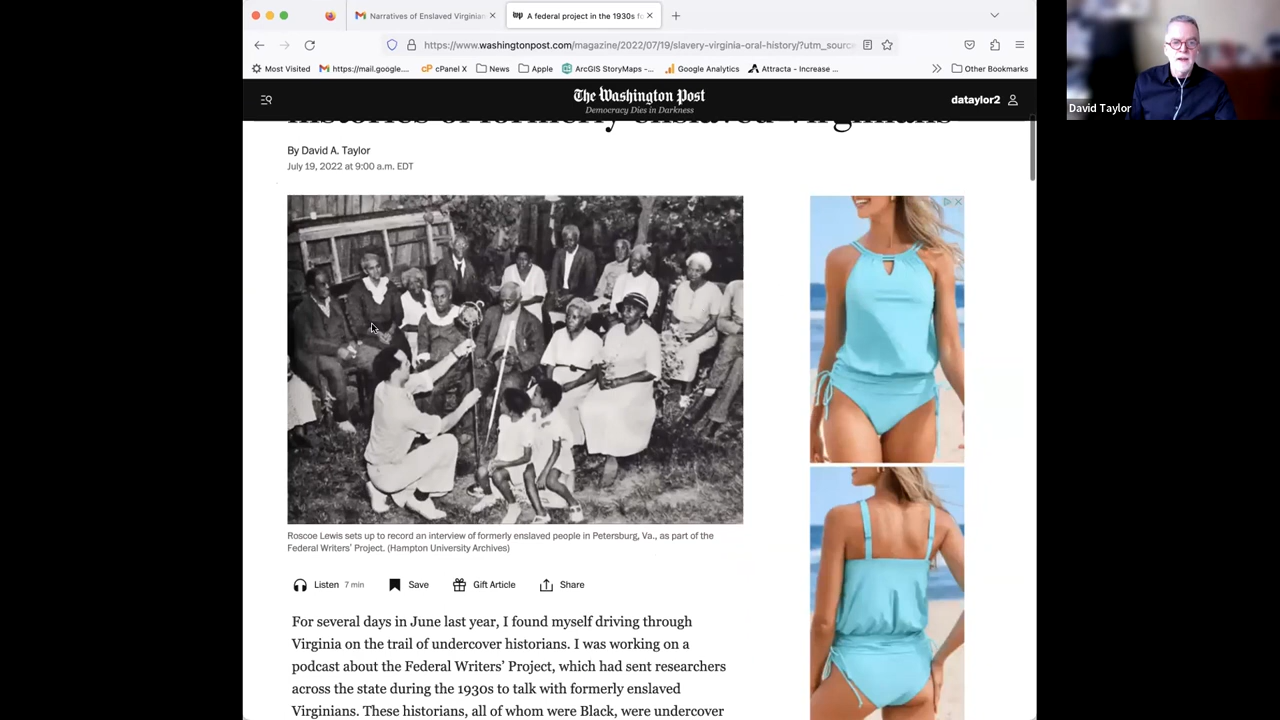 Narratives of Enslaved Virginian
A federal project in the 1930s
https://www.washingtonpost.com/magazine/2022/07/19/slavery-virginia-oral-history/?utm_source
Most Visited
https://mail.google....
cPanel X
News
Apple
ArcGIS StoryMaps -...
Google Analytics
Attracta - Increase ...
Other Bookmarks
The Washington Post
Democracy Dies in Darkness
dataylor2
histories of formerly enslaved Virginians
By David A. Taylor
July 19, 2022 at 9:00 a.m. EDT
Roscoe Lewis sets up to record an interview of formerly enslaved people in Petersburg, Va., as part of the
Federal Writers’ Project. (Hampton University Archives)
Listen 7 min
Save
Gift Article
Share
For several days in June last year, I found myself driving through
Virginia on the trail of undercover historians. I was working on a
podcast about the Federal Writers’ Project, which had sent researchers
across the state during the 1930s to talk with formerly enslaved
Virginians. These historians, all of whom were Black, were undercover
David Taylor